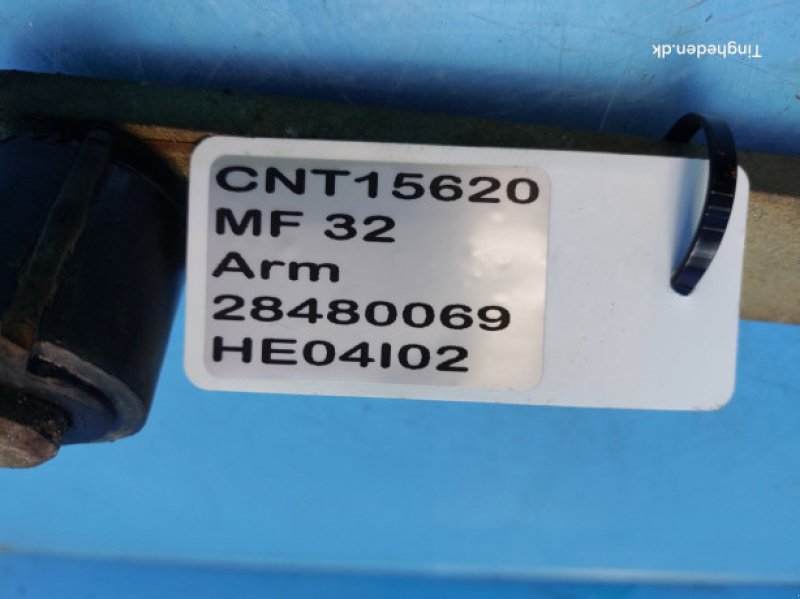 Tingheden.dk
CNT15620
MF 32
Arm
28480069
HE04I02